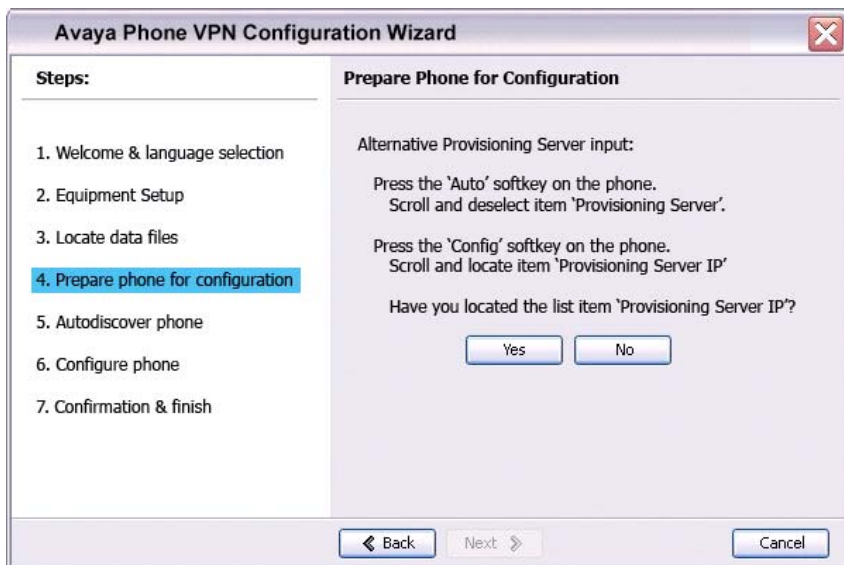 Avaya Phone VPN Configuration Wizard
Steps:
1. Welcome & language selection
2. Equipment Setup
3. Locate data files
4. Prepare phone for configuration
5. Autodiscover phone
6. Configure phone
7. Confirmation & finish
Prepare Phone for Configuration
Alternative Provisioning Server input:
Press the ‛Auto’ softkey on the phone.
Scroll and deselect item ‛Provisioning Server’.
Press the ‛Config’ softkey on the phone.
Scroll and locate item ‛Provisioning Server IP’
Have you located the list item ‛Provisioning Server IP’?
Yes
No
Back
Next
Cancel